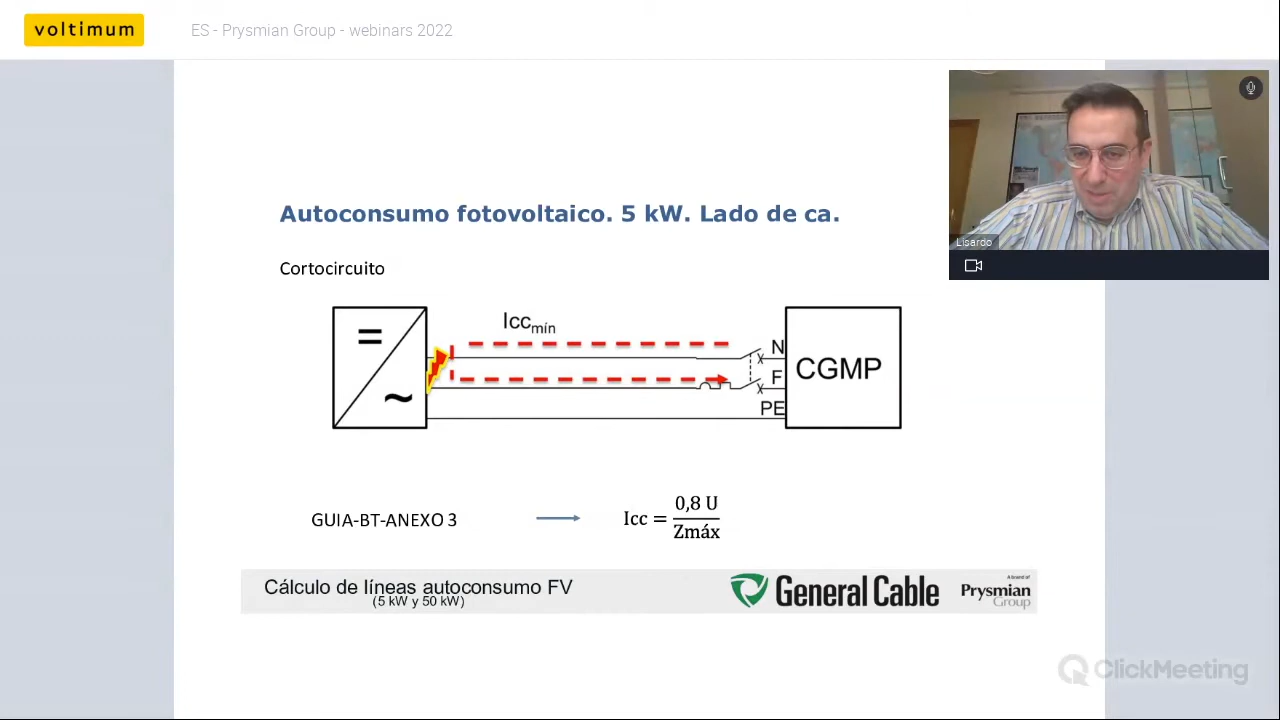 voltimum
ES - Prysmian Group - webinars 2022
Lisardo
Autoconsumo fotovoltaico. 5 kW. Lado de ca.
Cortocircuito
=
~
Icc mín
N
F
PE
CGMP
GUIA-BT-ANEXO 3
Icc = 0,8 U / Zmáx
Cálculo de líneas autoconsumo FV
(5 kW y 50 kW)
General Cable
A brand of
Prysmian
Group
ClickMeeting